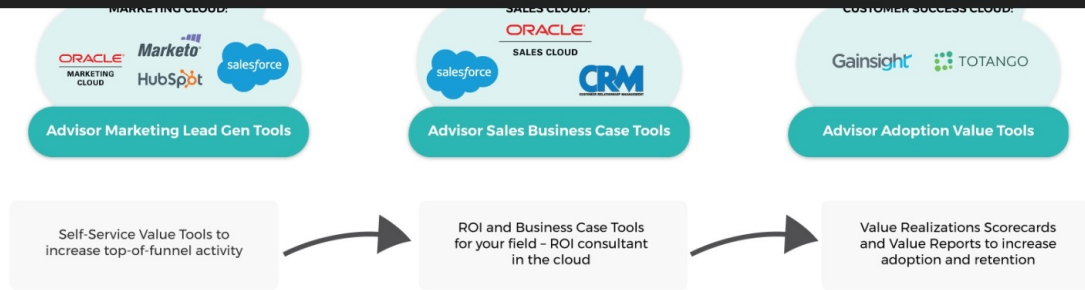 MARKETING CLOUD:
ORACLE
MARKETING
CLOUD
Marketo
HubSpot
salesforce
Advisor Marketing Lead Gen Tools
SALES CLOUD:
ORACLE
SALES CLOUD
salesforce
CRM
CUSTOMER RELATIONSHIP MANAGEMENT
Advisor Sales Business Case Tools
CUSTOMER SUCCESS CLOUD:
Gainsight
TOTANGO
Advisor Adoption Value Tools
Self-Service Value Tools to
increase top-of-funnel activity
ROI and Business Case Tools
for your field – ROI consultant
in the cloud
Value Realizations Scorecards
and Value Reports to increase
adoption and retention